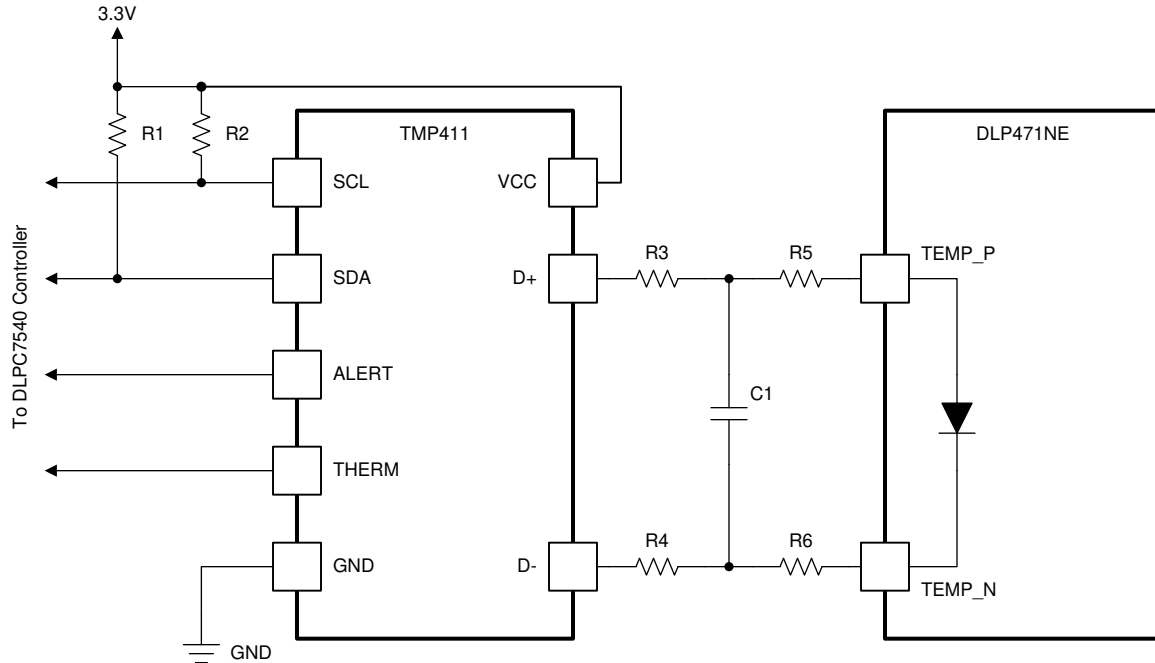 3.3V
R1
R2
TMP411
DLP471NE
SCL
VCC
SDA
D+
R3
R5
TEMP_P
To DLPC7540 Controller
ALERT
C1
THERM
GND
D-
R4
R6
TEMP_N
GND